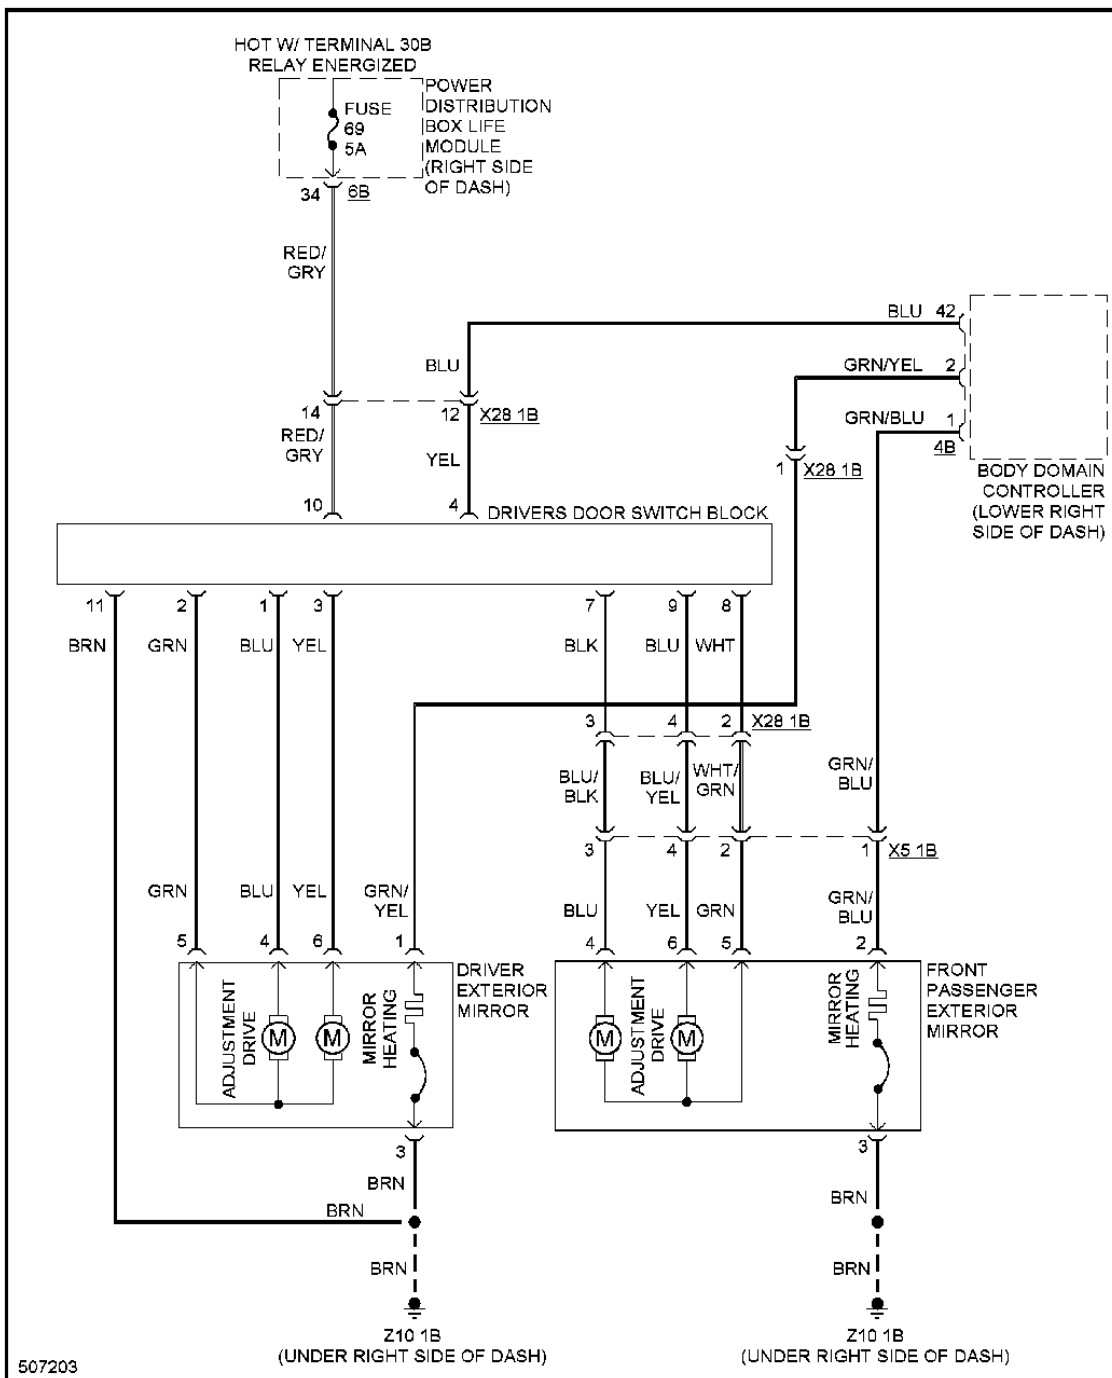 HOT W/ TERMINAL 30B
RELAY ENERGIZED
POWER
DISTRIBUTION
BOX LIFE
MODULE
(RIGHT SIDE
OF DASH)
FUSE
69
5A
34 6B
RED/
GRY
BLU 42
BLU
GRN/YEL 2
GRN/BLU 1
4B
14 12 X28 1B
RED/
GRY
YEL
1 X28 1B
BODY DOMAIN
CONTROLLER
(LOWER RIGHT
SIDE OF DASH)
10 4 DRIVERS DOOR SWITCH BLOCK
11 2 1 3 7 9 8
BRN GRN BLU YEL BLK BLU WHT
3 4 2 X28 1B
BLU/
BLK
BLU/
YEL
WHT/
GRN
GRN/
BLU
3 4 2 1 X5 1B
GRN BLU YEL
GRN/
YEL
BLU YEL GRN
GRN/
BLU
5 4 6 1 4 6 5 2
DRIVER
EXTERIOR
MIRROR
ADJUSTMENT
DRIVE
M M
MIRROR
HEATING
FRONT
PASSENGER
EXTERIOR
MIRROR
ADJUSTMENT
DRIVE
M M
MIRROR
HEATING
3 3
BRN BRN
BRN
BRN BRN
Z10 1B
(UNDER RIGHT SIDE OF DASH)
Z10 1B
(UNDER RIGHT SIDE OF DASH)
507203